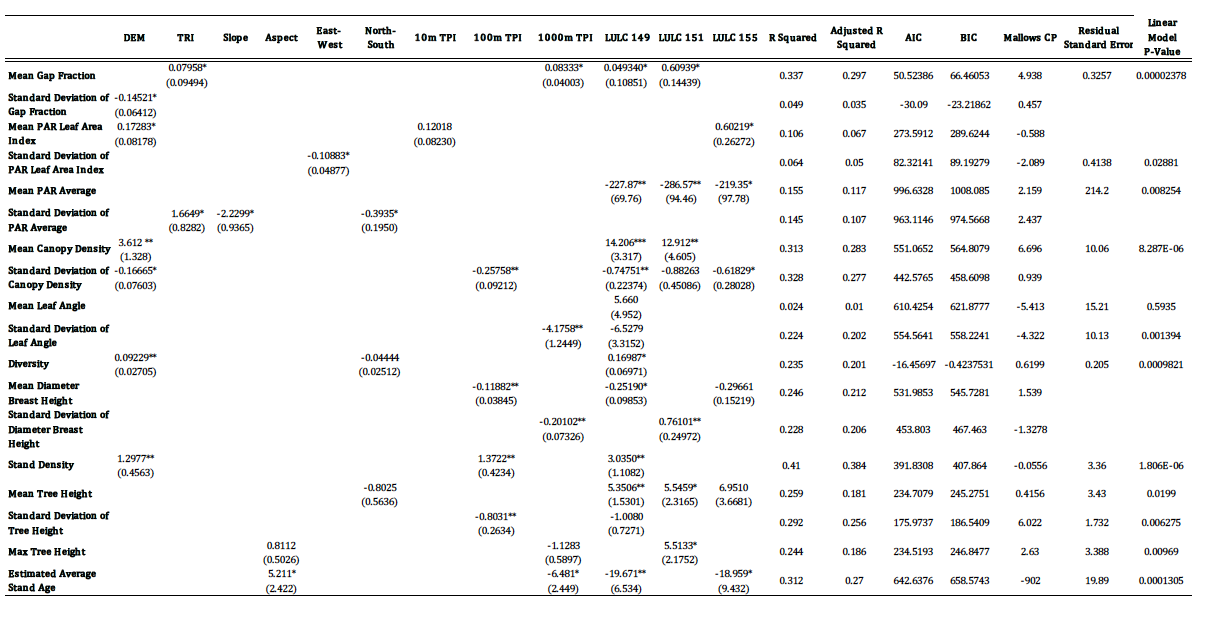 DEM TRI Slope Aspect East-West North-South 10m TPI 100m TPI 1000m TPI LULC 149 LULC 151 LULC 155 R Squared Adjusted R Squared AIC BIC Mallows CP Residual Standard Error Linear Model P-Value
Mean Gap Fraction 0.07958* 0.08333* 0.049340* 0.60939* 0.337 0.297 50.52386 66.46053 4.938 0.3257 0.00002378
(0.09494) (0.04003) (0.10851) (0.14439)
Standard Deviation of Gap Fraction -0.14521* 0.049 0.035 -30.09 -23.21862 0.457
(0.06412)
Mean PAR Leaf Area Index 0.17283* 0.12018 0.60219* 0.106 0.067 273.5912 289.6244 -0.588
(0.08178) (0.08230) (0.26272)
Standard Deviation of PAR Leaf Area Index -0.10883* 0.064 0.05 82.32141 89.19279 -2.089 0.4138 0.02881
(0.04877)
Mean PAR Average -227.87** -286.57** -219.35* 0.155 0.117 996.6328 1008.085 2.159 214.2 0.008254
(69.76) (94.46) (97.78)
Standard Deviation of PAR Average 1.6649* -2.2299* -0.3935* 0.145 0.107 963.1146 974.5668 2.437
(0.8282) (0.9365) (0.1950)
Mean Canopy Density 3.612 ** 14.206*** 12.912** 0.313 0.283 551.0652 564.8079 6.696 10.06 8.287E-06
(1.328) (3.317) (4.605)
Standard Deviation of Canopy Density -0.16665* -0.25758** -0.74751** -0.88263 -0.61829* 0.328 0.277 442.5765 458.6098 0.939
(0.07603) (0.09212) (0.22374) (0.45086) (0.28028)
Mean Leaf Angle 5.660 0.024 0.01 610.4254 621.8777 -5.413 15.21 0.5935
(4.952)
Standard Deviation of Leaf Angle -4.1758** -6.5279 0.224 0.202 554.5641 558.2241 -4.322 10.13 0.001394
(1.2449) (3.3152)
Diversity 0.09229** -0.04444 0.16987* 0.235 0.201 -16.45697 -0.4237531 0.6199 0.205 0.0009821
(0.02705) (0.02512) (0.06971)
Mean Diameter Breast Height -0.11882** -0.25190* -0.29661 0.246 0.212 531.9853 545.7281 1.539
(0.03845) (0.09853) (0.15219)
Standard Deviation of Diameter Breast Height -0.20102** 0.76101** 0.228 0.206 453.803 467.463 -1.3278
(0.07326) (0.24972)
Stand Density 1.2977** 1.3722** 3.0350** 0.41 0.384 391.8308 407.864 -0.0556 3.36 1.806E-06
(0.4563) (0.4234) (1.1082)
Mean Tree Height -0.8025 5.3506** 5.5459* 6.9510 0.259 0.181 234.7079 245.2751 0.4156 3.43 0.0199
(0.5636) (1.5301) (2.3165) (3.6681)
Standard Deviation of Tree Height -0.8031** -1.0080 0.292 0.256 175.9737 186.5409 6.022 1.732 0.006275
(0.2634) (0.7271)
Max Tree Height 0.8112 -1.1283 5.5133* 0.244 0.186 234.5193 246.8477 2.63 3.388 0.00969
(0.5026) (0.5897) (2.1752)
Estimated Average Stand Age 5.211* -6.481* -19.671** -18.959* 0.312 0.27 642.6376 658.5743 -902 19.89 0.0001305
(2.422) (2.449) (6.534) (9.432)